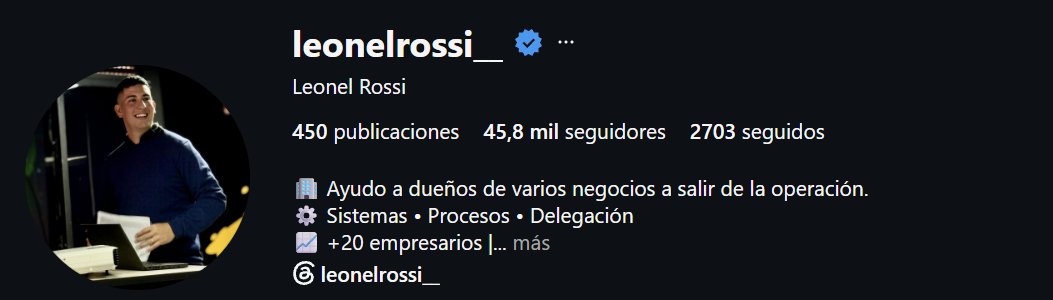 leonelrossi__
Leonel Rossi
450 publicaciones 45,8 mil seguidores 2703 seguidos
🏢 Ayudo a dueños de varios negocios a salir de la operación.
⚙️ Sistemas • Procesos • Delegación
📈 +20 empresarios |... más
leonelrossi__